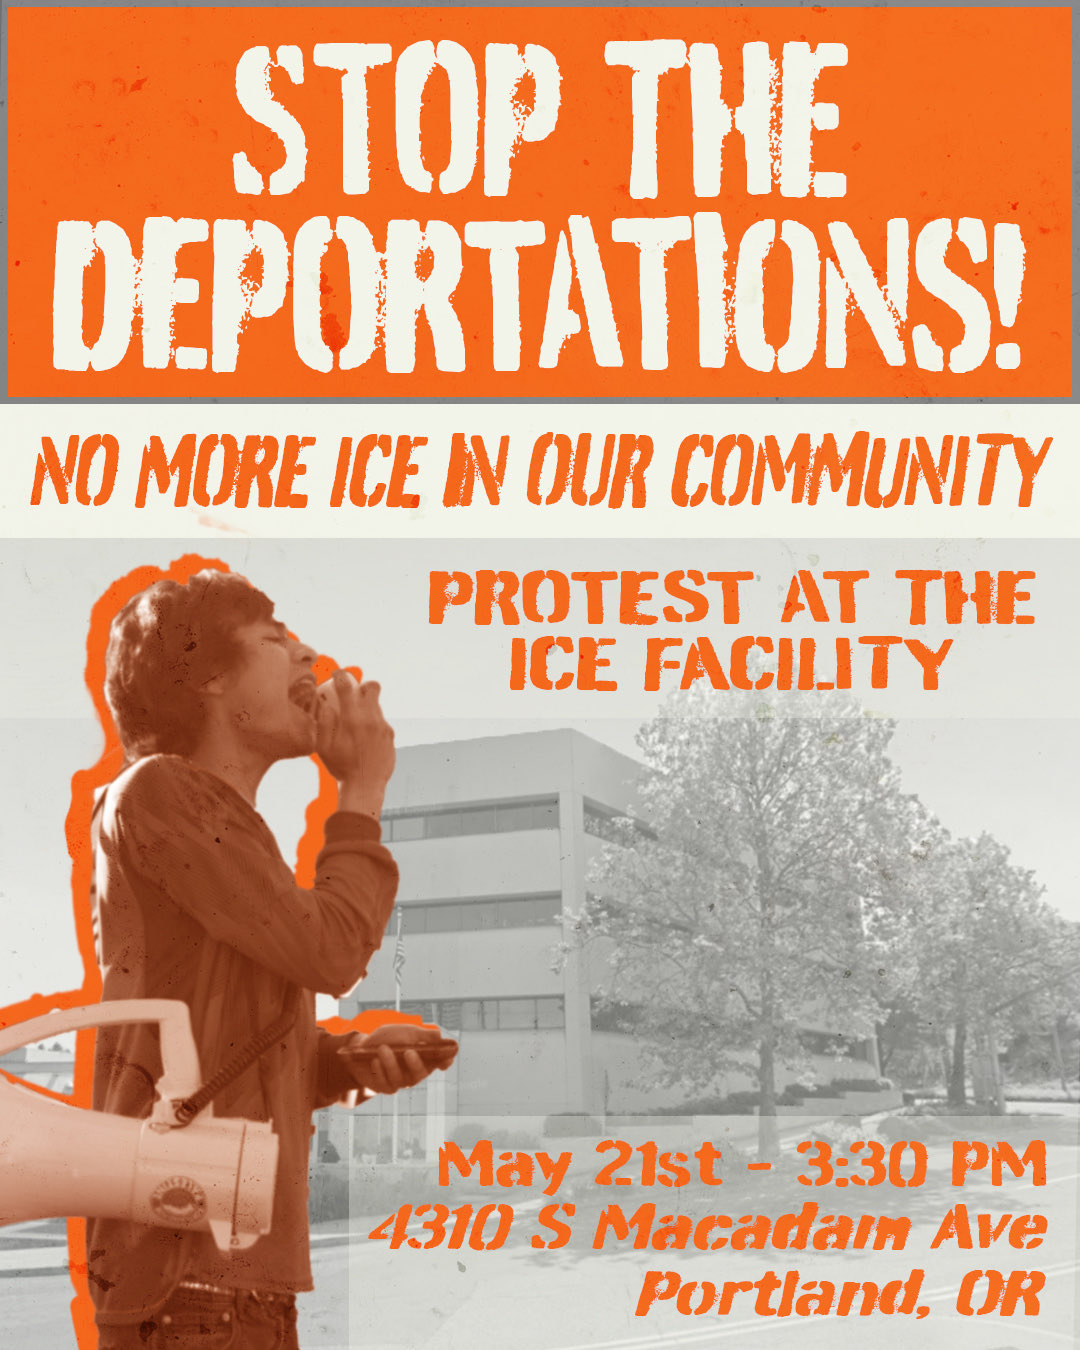 STOP THE
DEPORTATIONS!
NO MORE ICE IN OUR COMMUNITY
PROTEST AT THE
ICE FACILITY
May 21st - 3:30 PM
4310 S Macadam Ave
Portland, OR